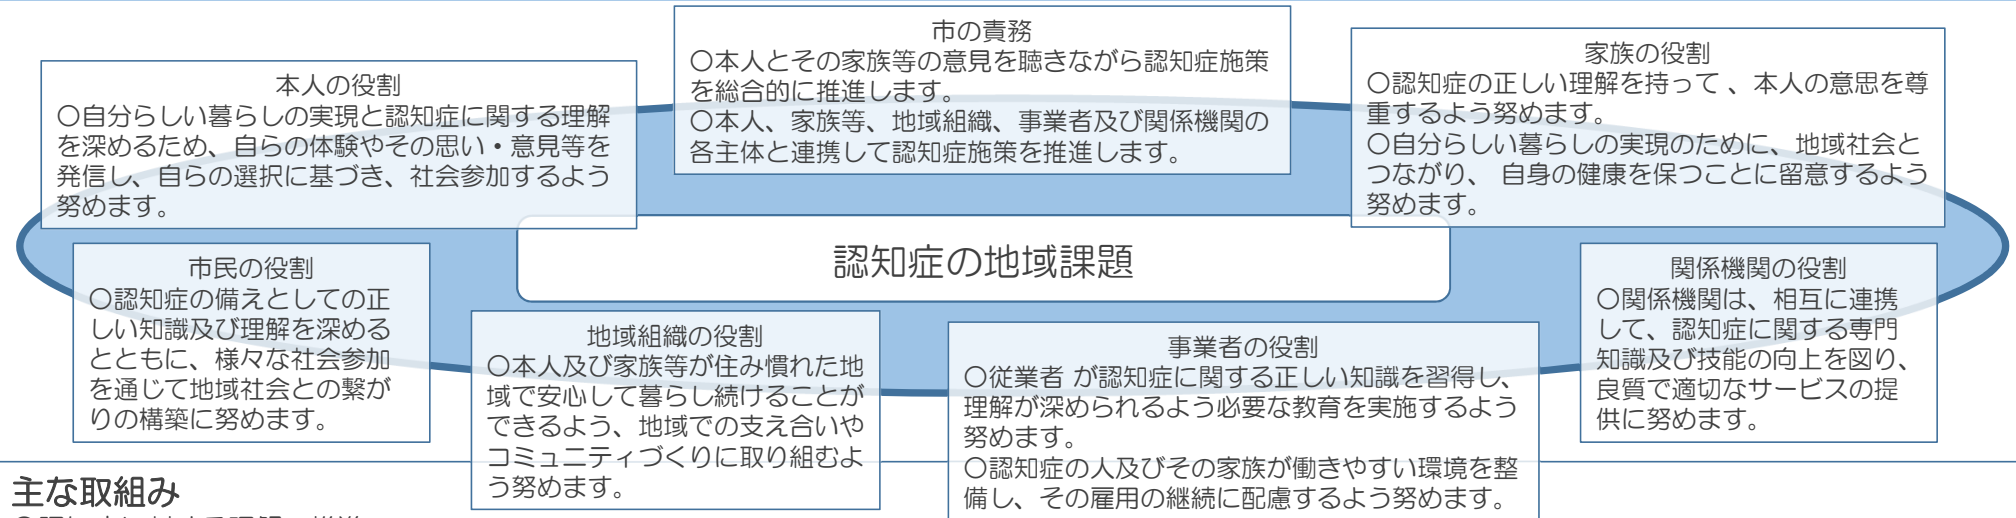 市の責務
〇本人とその家族等の意見を聴きながら認知症施策
を総合的に推進します。
〇本人、家族等、地域組織、事業者及び関係機関の
各主体と連携して認知症施策を推進します。
本人の役割
〇自分らしい暮らしの実現と認知症に関する理解
を深めるため、自らの体験やその思い・意見等を
発信し、自らの選択に基づき、社会参加するよう
努めます。
家族の役割
〇認知症の正しい理解を持って 、本人の意思を尊
重するよう努めます。
〇自分らしい暮らしの実現のために、地域社会と
つながり、 自身の健康を保つことに留意するよう
努めます。
認知症の地域課題
市民の役割
〇認知症の備えとしての正
しい知識及び理解を深める
とともに、様々な社会参加
を通じて地域社会との繋が
りの構築に努めます。
地域組織の役割
〇本人及び家族等が住み慣れた地
域で安心して暮らし続けることが
できるよう、地域での支え合いや
コミュニティづくりに取り組むよ
う努めます。
事業者の役割
〇従業者 が認知症に関する正しい知識を習得し、
理解が深められるよう必要な教育を実施するよう
努めます。
〇認知症の人及びその家族が働きやすい環境を整
備し、その雇用の継続に配慮するよう努めます。
関係機関の役割
〇関係機関は、相互に連携
して、認知症に関する専門
知識及び技能の向上を図り、
良質で適切なサービスの提
供に努めます。
主な取組み